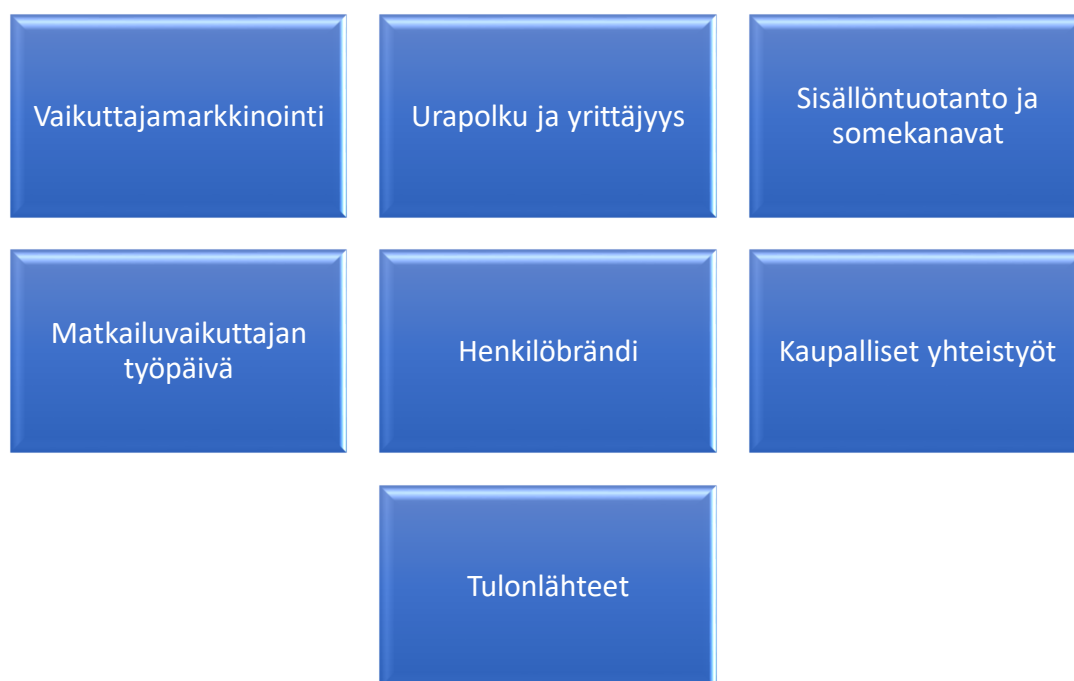 Vaikuttajamarkkinointi
Urapolku ja yrittäjyys
Sisällöntuotanto ja
somekanavat
Matkailuvaikuttajan
työpäivä
Henkilöbrändi
Kaupalliset yhteistyöt
Tulonlähteet